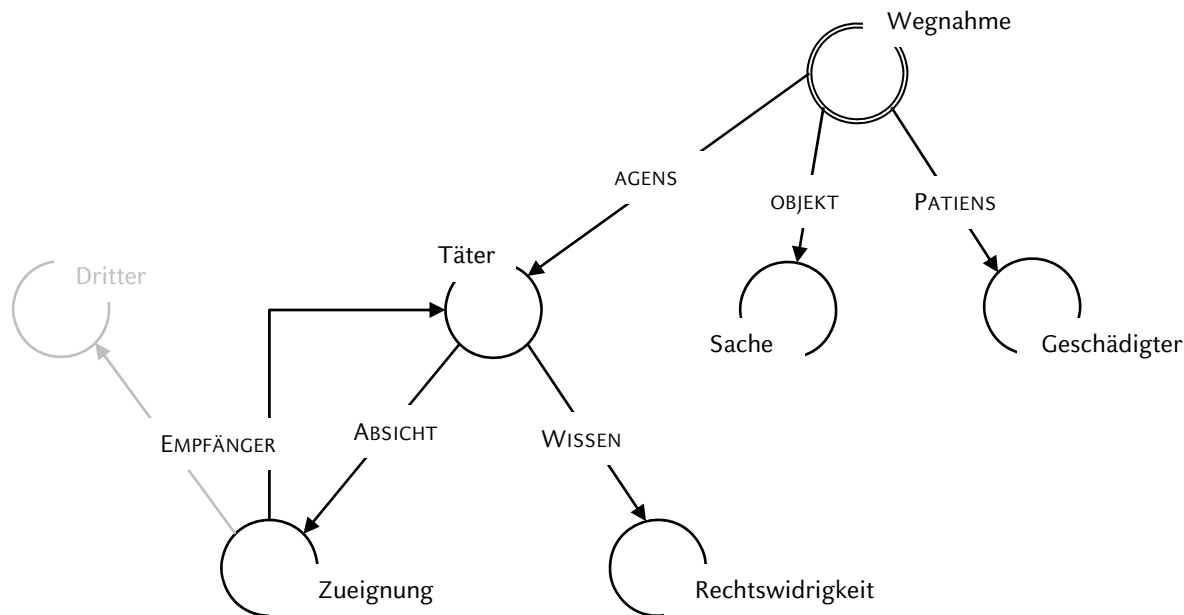 Wegnahme
AGENS
OBJEKT
PATIENS
Täter
Dritter
Sache
Geschädigter
EMPFÄNGER
ABSICHT
WISSEN
Zueignung
Rechtswidrigkeit